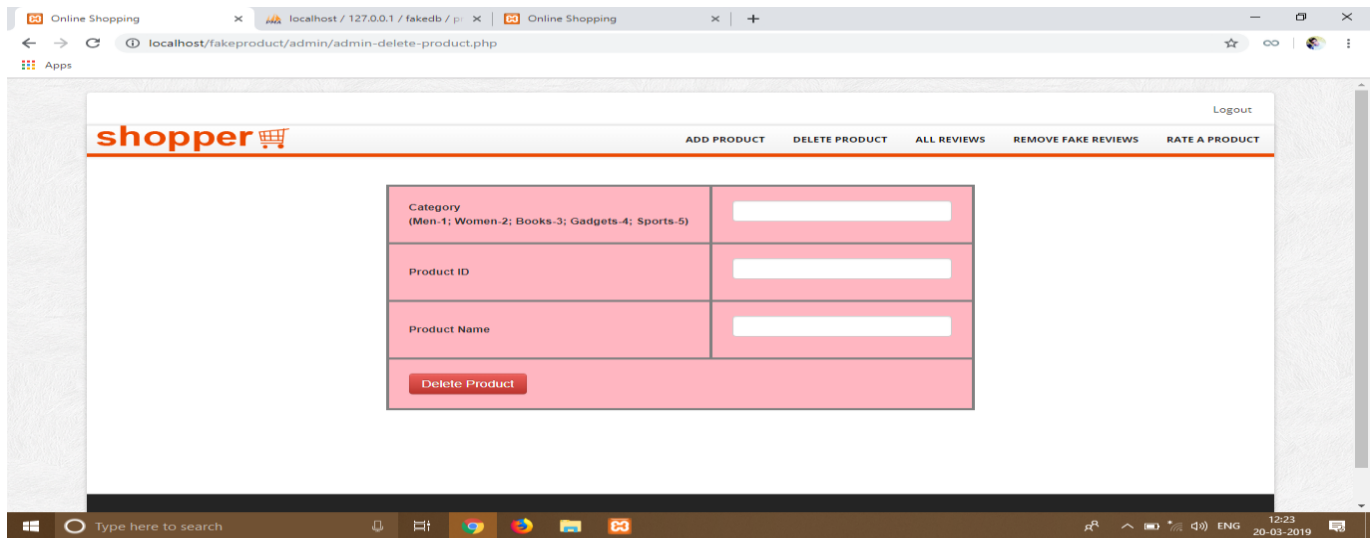 Online Shopping
localhost / 127.0.0.1 / fakedb / pr
Online Shopping
localhost/fakeproduct/admin/admin-delete-product.php
Apps
Logout
shopper
ADD PRODUCT DELETE PRODUCT ALL REVIEWS REMOVE FAKE REVIEWS RATE A PRODUCT
Category
(Men-1; Women-2; Books-3; Gadgets-4; Sports-5)
Product ID
Product Name
Delete Product
Type here to search
ENG
12:23
20-03-2019